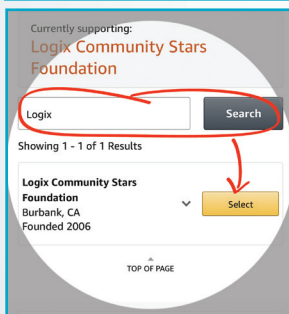 Currently supporting:
Logix Community Stars
Foundation
Logix
Search
Showing 1 - 1 of 1 Results
Logix Community Stars
Foundation
Burbank, CA
Founded 2006
Select
TOP OF PAGE